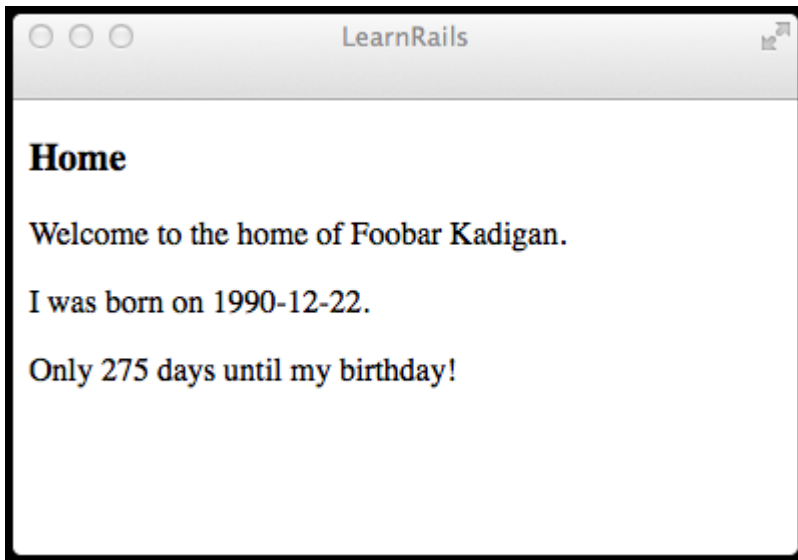 LearnRails
Home
Welcome to the home of Foobar Kadigan.
I was born on 1990-12-22.
Only 275 days until my birthday!